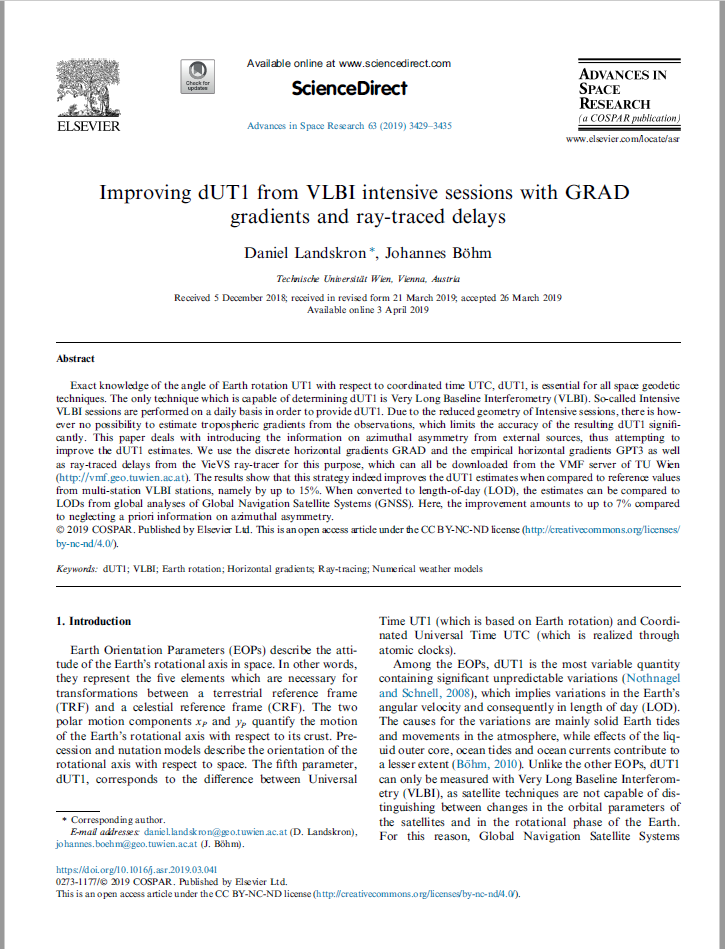 Available online at www.sciencedirect.com
ScienceDirect
Check for
updates
ELSEVIER
Advances in Space Research 63 (2019) 3429–3435
ADVANCES IN
SPACE
RESEARCH
(a COSPAR publication)
www.elsevier.com/locate/asr
Improving dUT1 from VLBI intensive sessions with GRAD
gradients and ray-traced delays
Daniel Landskron *, Johannes Böhm
Technische Universität Wien, Vienna, Austria
Received 5 December 2018; received in revised form 21 March 2019; accepted 26 March 2019
Available online 3 April 2019
Abstract
Exact knowledge of the angle of Earth rotation UT1 with respect to coordinated time UTC, dUT1, is essential for all space geodetic
techniques. The only technique which is capable of determining dUT1 is Very Long Baseline Interferometry (VLBI). So-called Intensive
VLBI sessions are performed on a daily basis in order to provide dUT1. Due to the reduced geometry of Intensive sessions, there is how-
ever no possibility to estimate tropospheric gradients from the observations, which limits the accuracy of the resulting dUT1 signifi-
cantly. This paper deals with introducing the information on azimuthal asymmetry from external sources, thus attempting to
improve the dUT1 estimates. We use the discrete horizontal gradients GRAD and the empirical horizontal gradients GPT3 as well
as ray-traced delays from the VieVS ray-tracer for this purpose, which can all be downloaded from the VMF server of TU Wien
(http://vmf.geo.tuwien.ac.at). The results show that this strategy indeed improves the dUT1 estimates when compared to reference values
from multi-station VLBI stations, namely by up to 15%. When converted to length-of-day (LOD), the estimates can be compared to
LODs from global analyses of Global Navigation Satellite Systems (GNSS). Here, the improvement amounts to up to 7% compared
to neglecting a priori information on azimuthal asymmetry.
© 2019 COSPAR. Published by Elsevier Ltd. This is an open access article under the CC BY-NC-ND license (http://creativecommons.org/licenses/
by-nc-nd/4.0/).
Keywords: dUT1; VLBI; Earth rotation; Horizontal gradients; Ray-tracing; Numerical weather models
1. Introduction
Earth Orientation Parameters (EOPs) describe the atti-
tude of the Earth's rotational axis in space. In other words,
they represent the five elements which are necessary for
transformations between a terrestrial reference frame
(TRF) and a celestial reference frame (CRF). The two
polar motion components xP and yP quantify the motion
of the Earth's rotational axis with respect to its crust. Pre-
cession and nutation models describe the orientation of the
rotational axis with respect to space. The fifth parameter,
dUT1, corresponds to the difference between Universal
Time UT1 (which is based on Earth rotation) and Coordi-
nated Universal Time UTC (which is realized through
atomic clocks).
Among the EOPs, dUT1 is the most variable quantity
containing significant unpredictable variations (Nothnagel
and Schnell, 2008), which implies variations in the Earth's
angular velocity and consequently in length of day (LOD).
The causes for the variations are mainly solid Earth tides
and movements in the atmosphere, while effects of the liq-
uid outer core, ocean tides and ocean currents contribute to
a lesser extent (Böhm, 2010). Unlike the other EOPs, dUT1
can only be measured with Very Long Baseline Interferom-
etry (VLBI), as satellite techniques are not capable of dis-
tinguishing between changes in the orbital parameters of
the satellites and in the rotational phase of the Earth.
For this reason, Global Navigation Satellite Systems
* Corresponding author.
E-mail addresses: daniel.landskron@geo.tuwien.ac.at (D. Landskron),
johannes.boehm@geo.tuwien.ac.at (J. Böhm).
https://doi.org/10.1016/j.asr.2019.03.041
0273-1177/© 2019 COSPAR. Published by Elsevier Ltd.
This is an open access article under the CC BY-NC-ND license (http://creativecommons.org/licenses/by-nc-nd/4.0/).